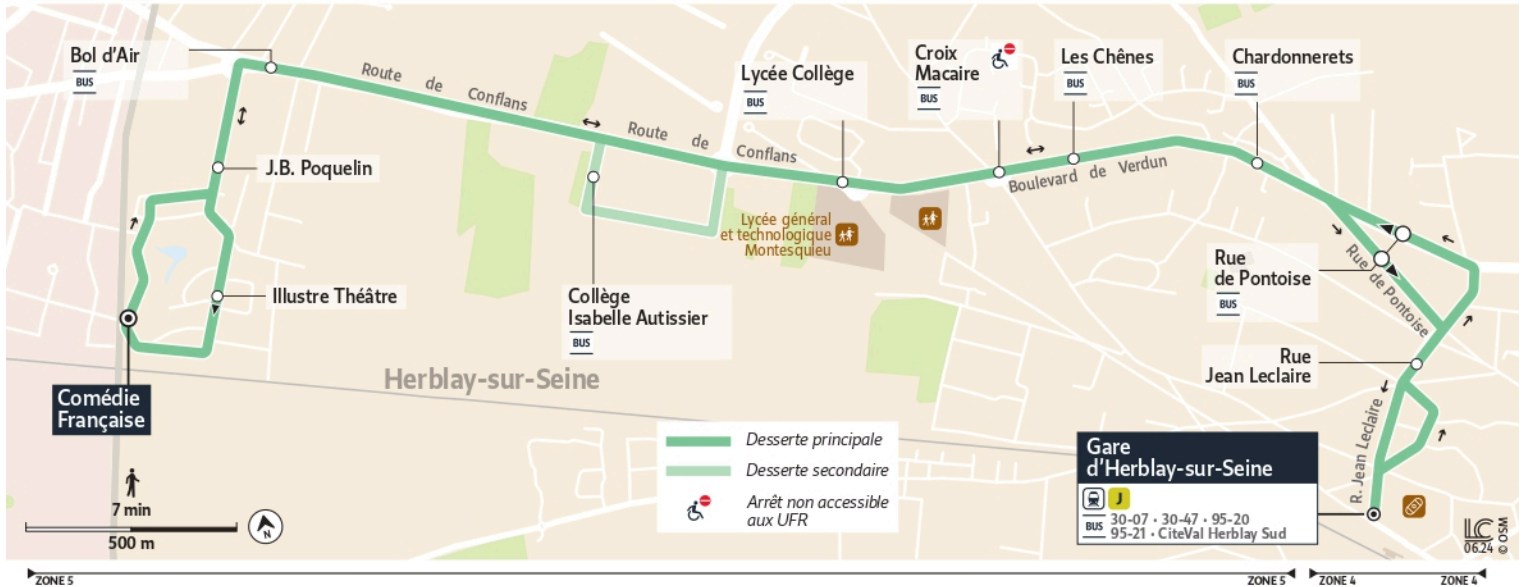 Bol d'Air
BUS
J.B. Poquelin
Illustre Théâtre
Comédie
Française
Route de Conflans
Route de Conflans
Collège
Isabelle Autissier
BUS
Lycée Collège
BUS
Lycée général
et technologique
Montesquieu
Croix
Macaire
BUS
Les Chênes
BUS
Boulevard de Verdun
Chardonnerets
BUS
Rue
de Pontoise
BUS
Rue de Pontoise
Rue
Jean Leclaire
R. Jean Leclaire
Gare
d'Herblay-sur-Seine
J
BUS
30-07 · 30-47 · 95-20
95-21 · CiteVal Herblay Sud
Herblay-sur-Seine
Desserte principale
Desserte secondaire
Arrêt non accessible
aux UFR
7 min
500 m
N
LC
06.24
© OSM
ZONE 5
ZONE 5
ZONE 4
ZONE 4